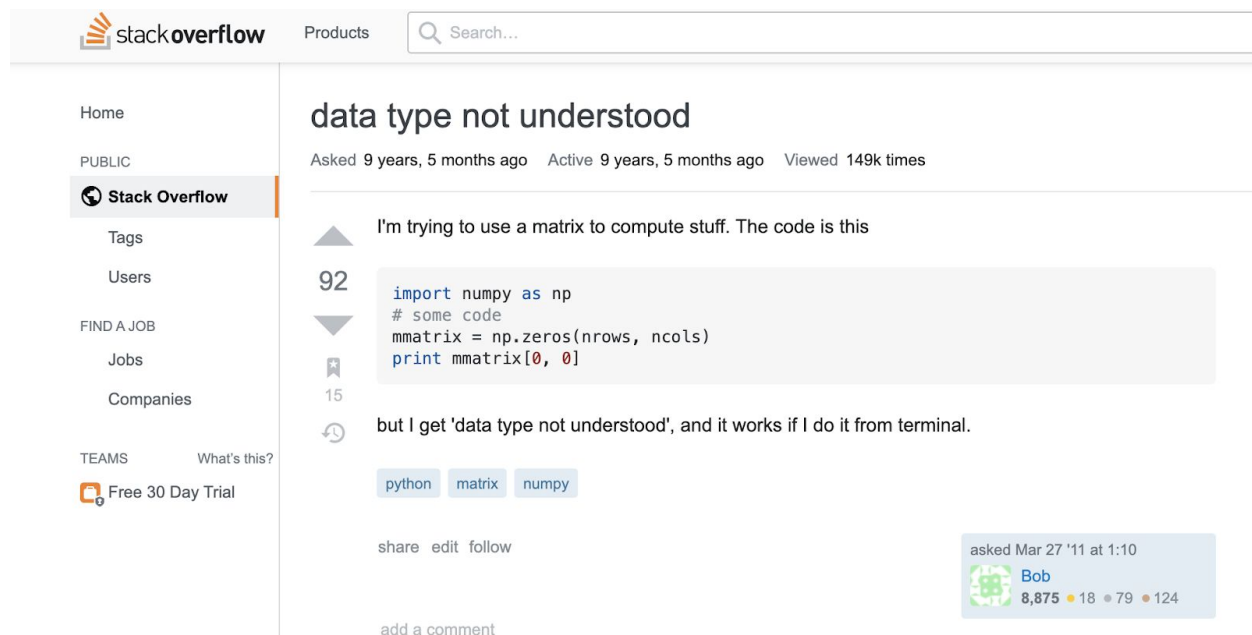 stackoverflow Products Search...
Home
PUBLIC
Stack Overflow
Tags
Users
FIND A JOB
Jobs
Companies
TEAMS What's this?
Free 30 Day Trial
data type not understood
Asked 9 years, 5 months ago Active 9 years, 5 months ago Viewed 149k times
92
15
I'm trying to use a matrix to compute stuff. The code is this
import numpy as np
# some code
mmatrix = np.zeros(nrows, ncols)
print mmatrix[0, 0]
but I get 'data type not understood', and it works if I do it from terminal.
python matrix numpy
share edit follow
asked Mar 27 '11 at 1:10
Bob
8,875 18 79 124
add a comment